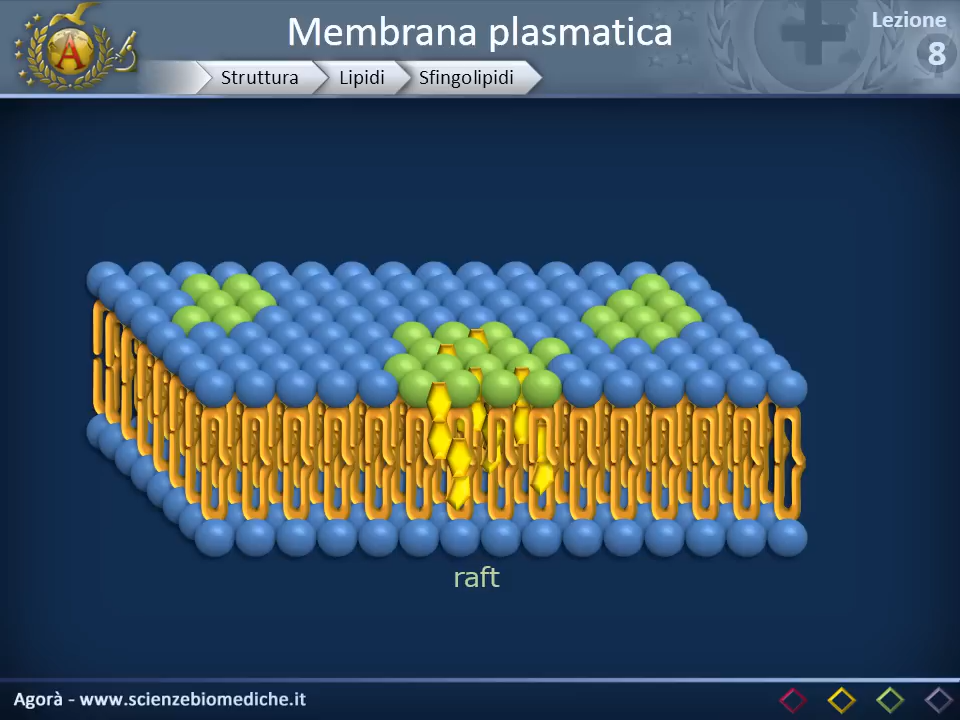 Membrana plasmatica
Lezione
8
Struttura
Lipidi
Sfingolipidi
A
raft
Agorà - www.scienzebiomediche.it